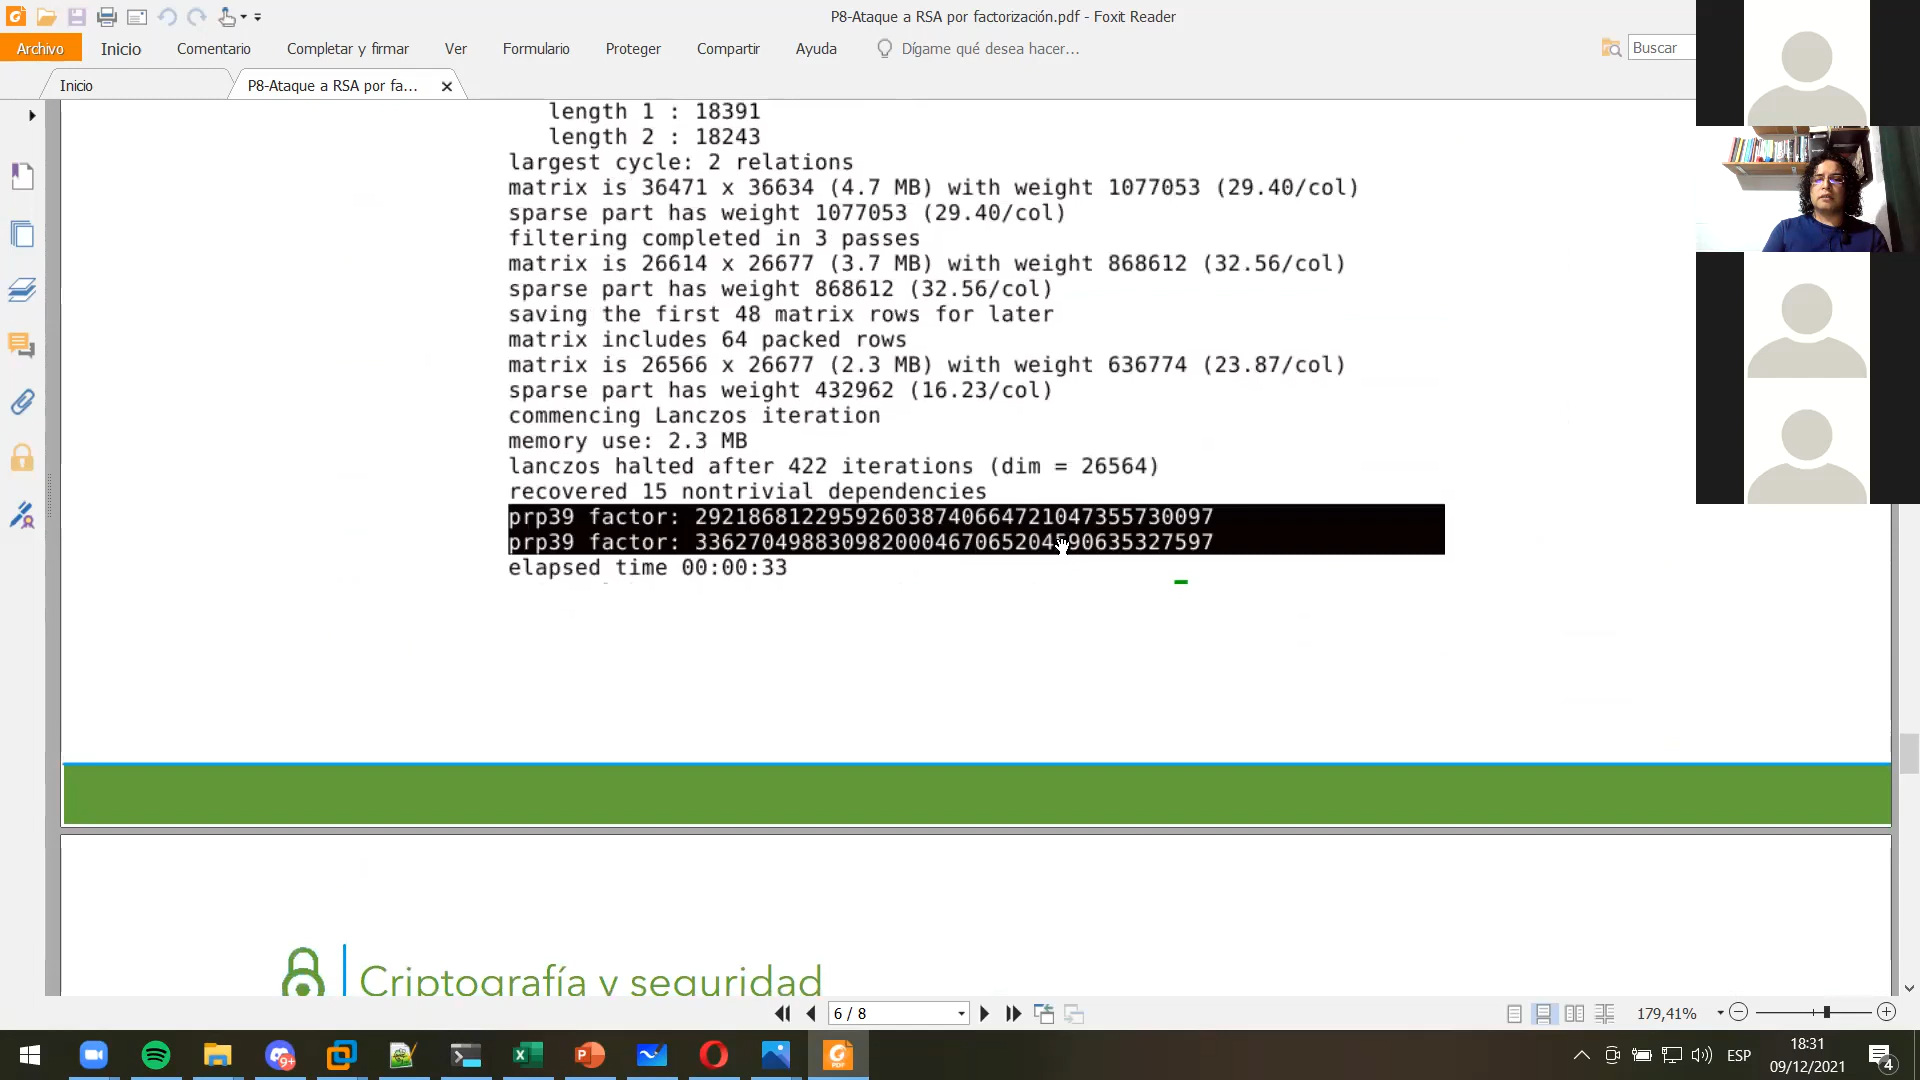 P8-Ataque a RSA por factorización.pdf - Foxit Reader
Archivo Inicio Comentario Completar y firmar Ver Formulario Proteger Compartir Ayuda Dígame qué desea hacer... Buscar
Inicio P8-Ataque a RSA por fa...
length 1 : 18391
length 2 : 18243
largest cycle: 2 relations
matrix is 36471 x 36634 (4.7 MB) with weight 1077053 (29.40/col)
sparse part has weight 1077053 (29.40/col)
filtering completed in 3 passes
matrix is 26614 x 26677 (3.7 MB) with weight 868612 (32.56/col)
sparse part has weight 868612 (32.56/col)
saving the first 48 matrix rows for later
matrix includes 64 packed rows
matrix is 26566 x 26677 (2.3 MB) with weight 636774 (23.87/col)
sparse part has weight 432962 (16.23/col)
commencing Lanczos iteration
memory use: 2.3 MB
lanczos halted after 422 iterations (dim = 26564)
recovered 15 nontrivial dependencies
prp39 factor: 292186812295926038740664721047355730097
prp39 factor: 336270498830982000467065204590635327597
elapsed time 00:00:33
Criptografía y seguridad
6 / 8
179,41%
9+
ESP
18:31
09/12/2021
4